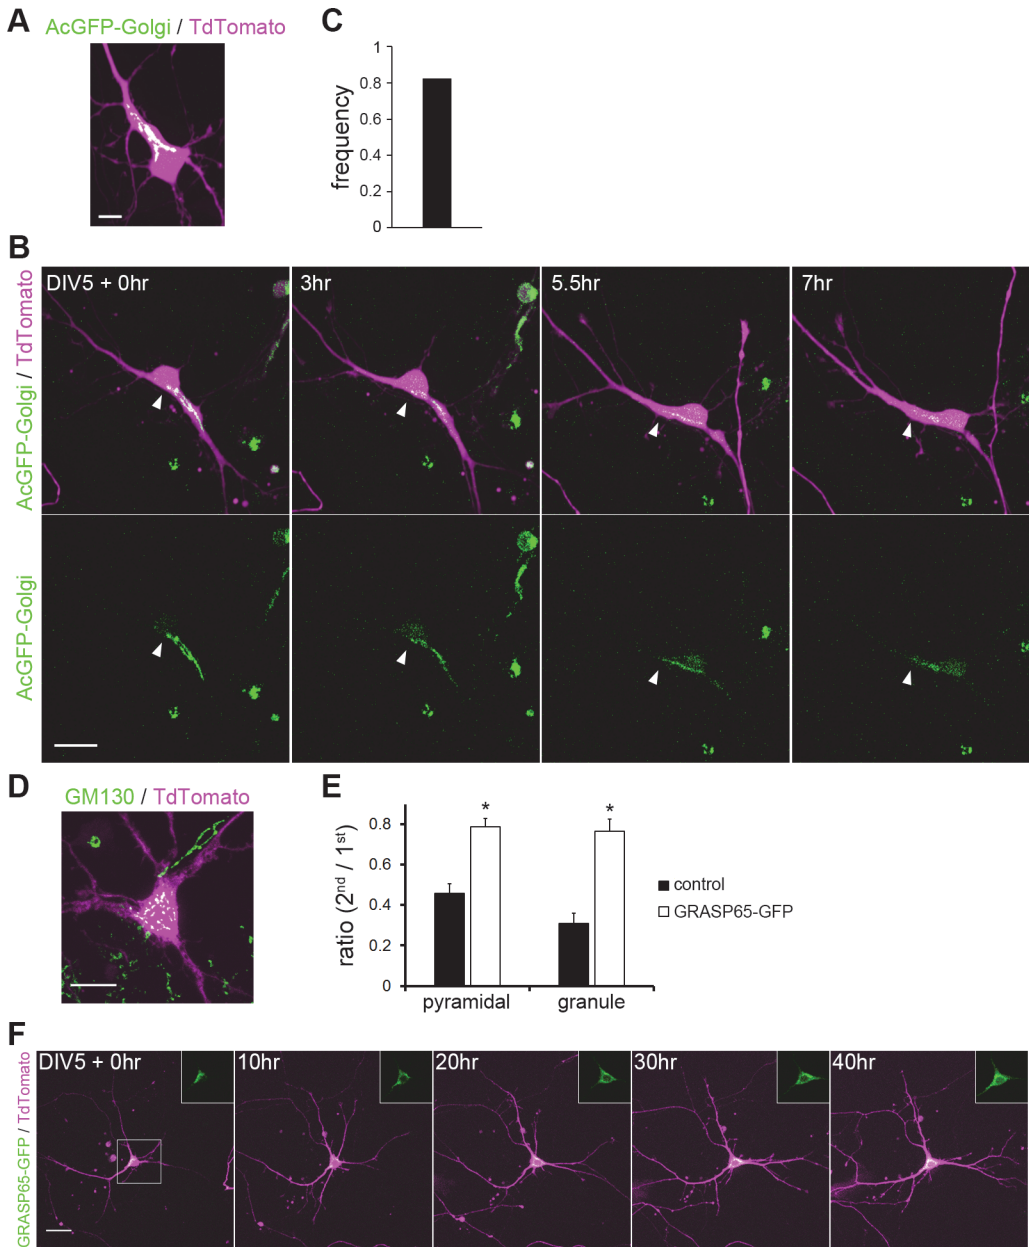 A
AcGFP-Golgi / TdTomato
C
frequency
1
0.8
0.6
0.4
0.2
0
B
AcGFP-Golgi / TdTomato
DIV5 + 0hr
3hr
5.5hr
7hr
AcGFP-Golgi
D
GM130 / TdTomato
E
ratio (2nd / 1st)
0.8
0.6
0.4
0.2
0
*
*
pyramidal
granule
control
GRASP65-GFP
F
GRASP65-GFP / TdTomato
DIV5 + 0hr
10hr
20hr
30hr
40hr